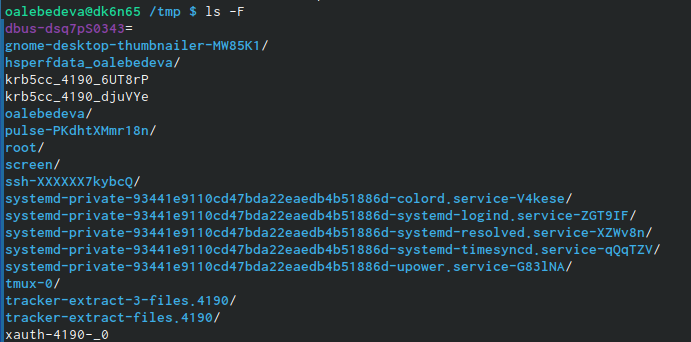 oalebedeva@dk6n65 /tmp $ ls -F
dbus-dsq7pS0343=
gnome-desktop-thumbnailer-MW85K1/
hsperfdata_oalebedeva/
krb5cc_4190_6UT8rP
krb5cc_4190_djuVYe
oalebedeva/
pulse-PKdhtXMmr18n/
root/
screen/
ssh-XXXXXX7kybcQ/
systemd-private-93441e9110cd47bda22eaedb4b51886d-colord.service-V4kese/
systemd-private-93441e9110cd47bda22eaedb4b51886d-systemd-logind.service-ZGT9IF/
systemd-private-93441e9110cd47bda22eaedb4b51886d-systemd-resolved.service-XZWv8n/
systemd-private-93441e9110cd47bda22eaedb4b51886d-systemd-timesyncd.service-qQqTZV/
systemd-private-93441e9110cd47bda22eaedb4b51886d-upower.service-G83lNA/
tmux-0/
tracker-extract-3-files.4190/
tracker-extract-files.4190/
xauth-4190-_0